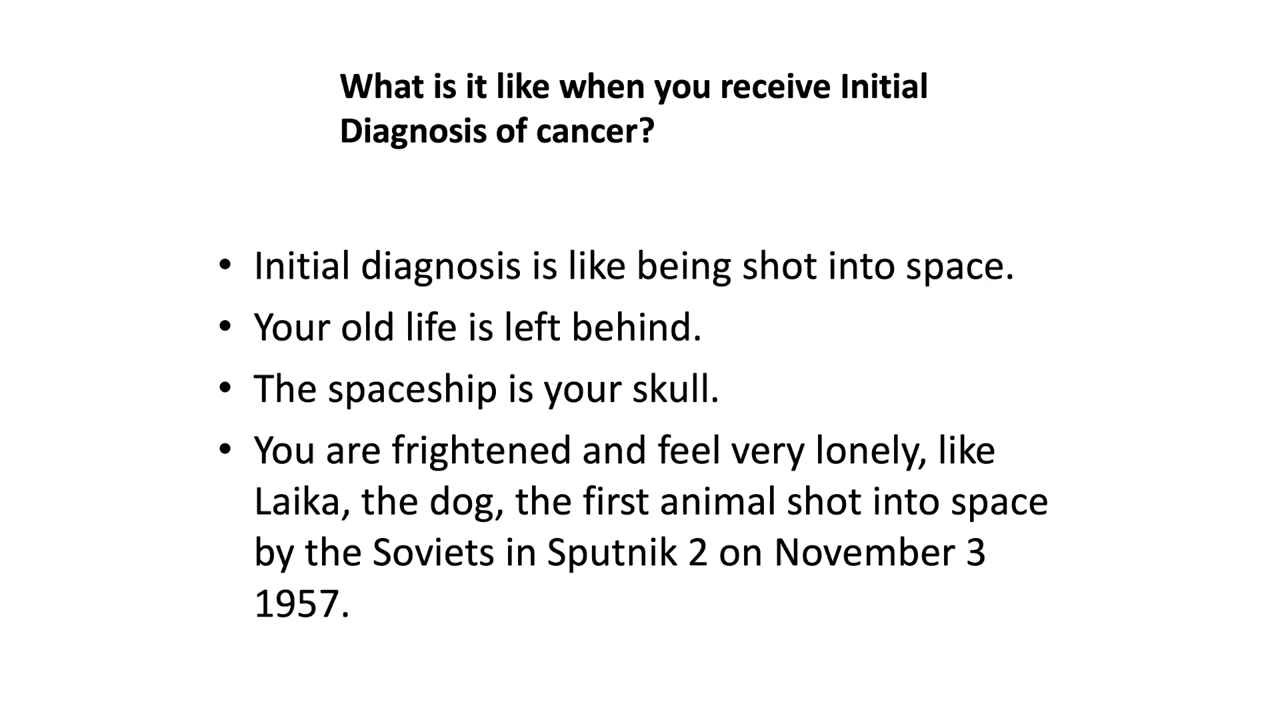 What is it like when you receive Initial
Diagnosis of cancer?
• Initial diagnosis is like being shot into space.
• Your old life is left behind.
• The spaceship is your skull.
• You are frightened and feel very lonely, like
Laika, the dog, the first animal shot into space
by the Soviets in Sputnik 2 on November 3
1957.